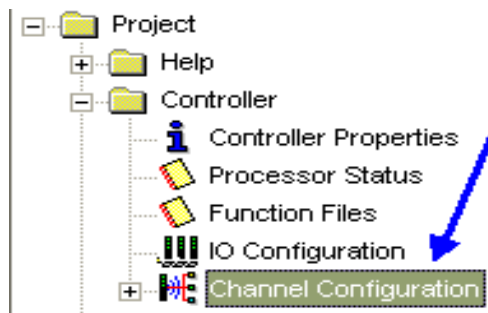 Project
Help
Controller
Controller Properties
Processor Status
Function Files
IO Configuration
Channel Configuration